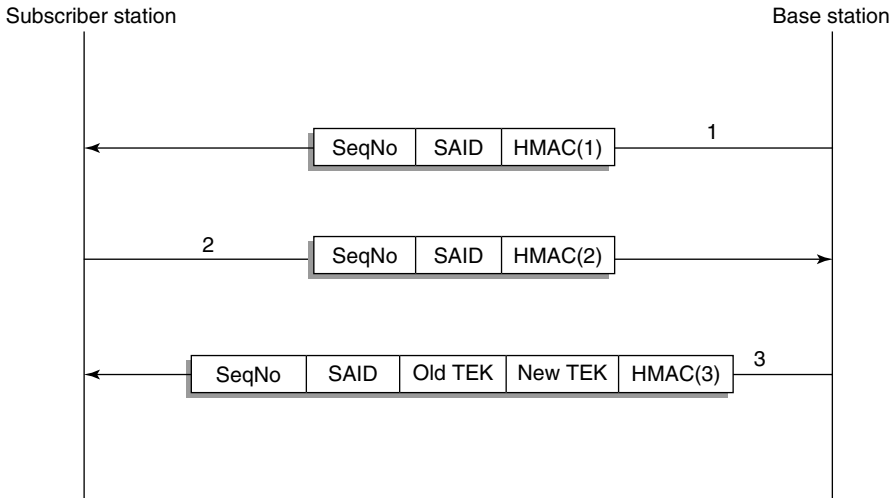 Subscriber station
Base station
1
SeqNo SAID HMAC(1)
2
SeqNo SAID HMAC(2)
3
SeqNo SAID Old TEK New TEK HMAC(3)